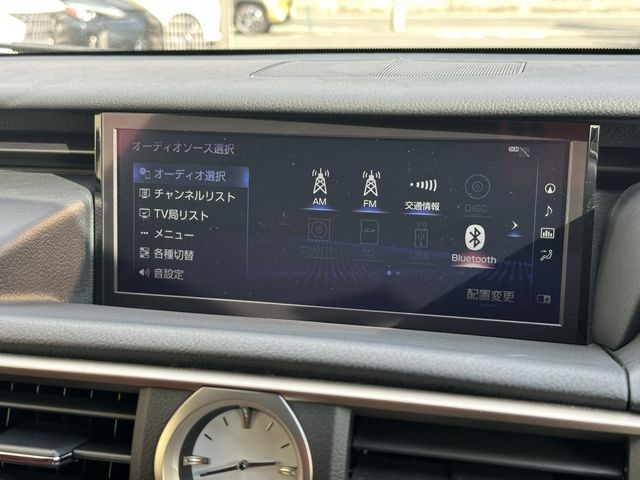 オーディオソース選択
オーディオ選択
チャンネルリスト
TV局リスト
メニュー
各種切替
音設定
AM
FM
交通情報
DISC
SD
USB
Bluetooth
配置変更